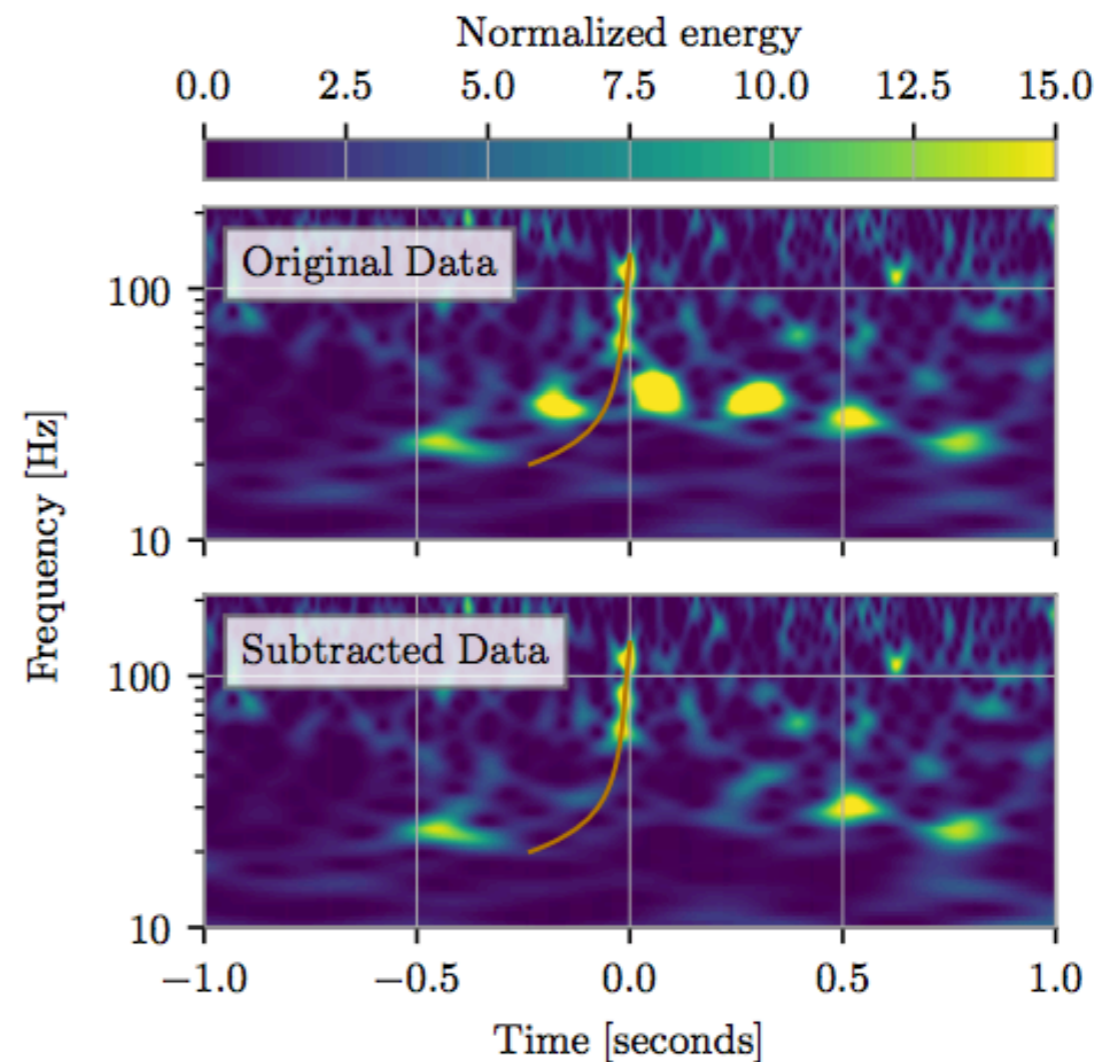 Normalized energy
0.0 2.5 5.0 7.5 10.0 12.5 15.0
Original Data
100
10
Frequency [Hz]
Subtracted Data
100
10
−1.0 −0.5 0.0 0.5 1.0
Time [seconds]